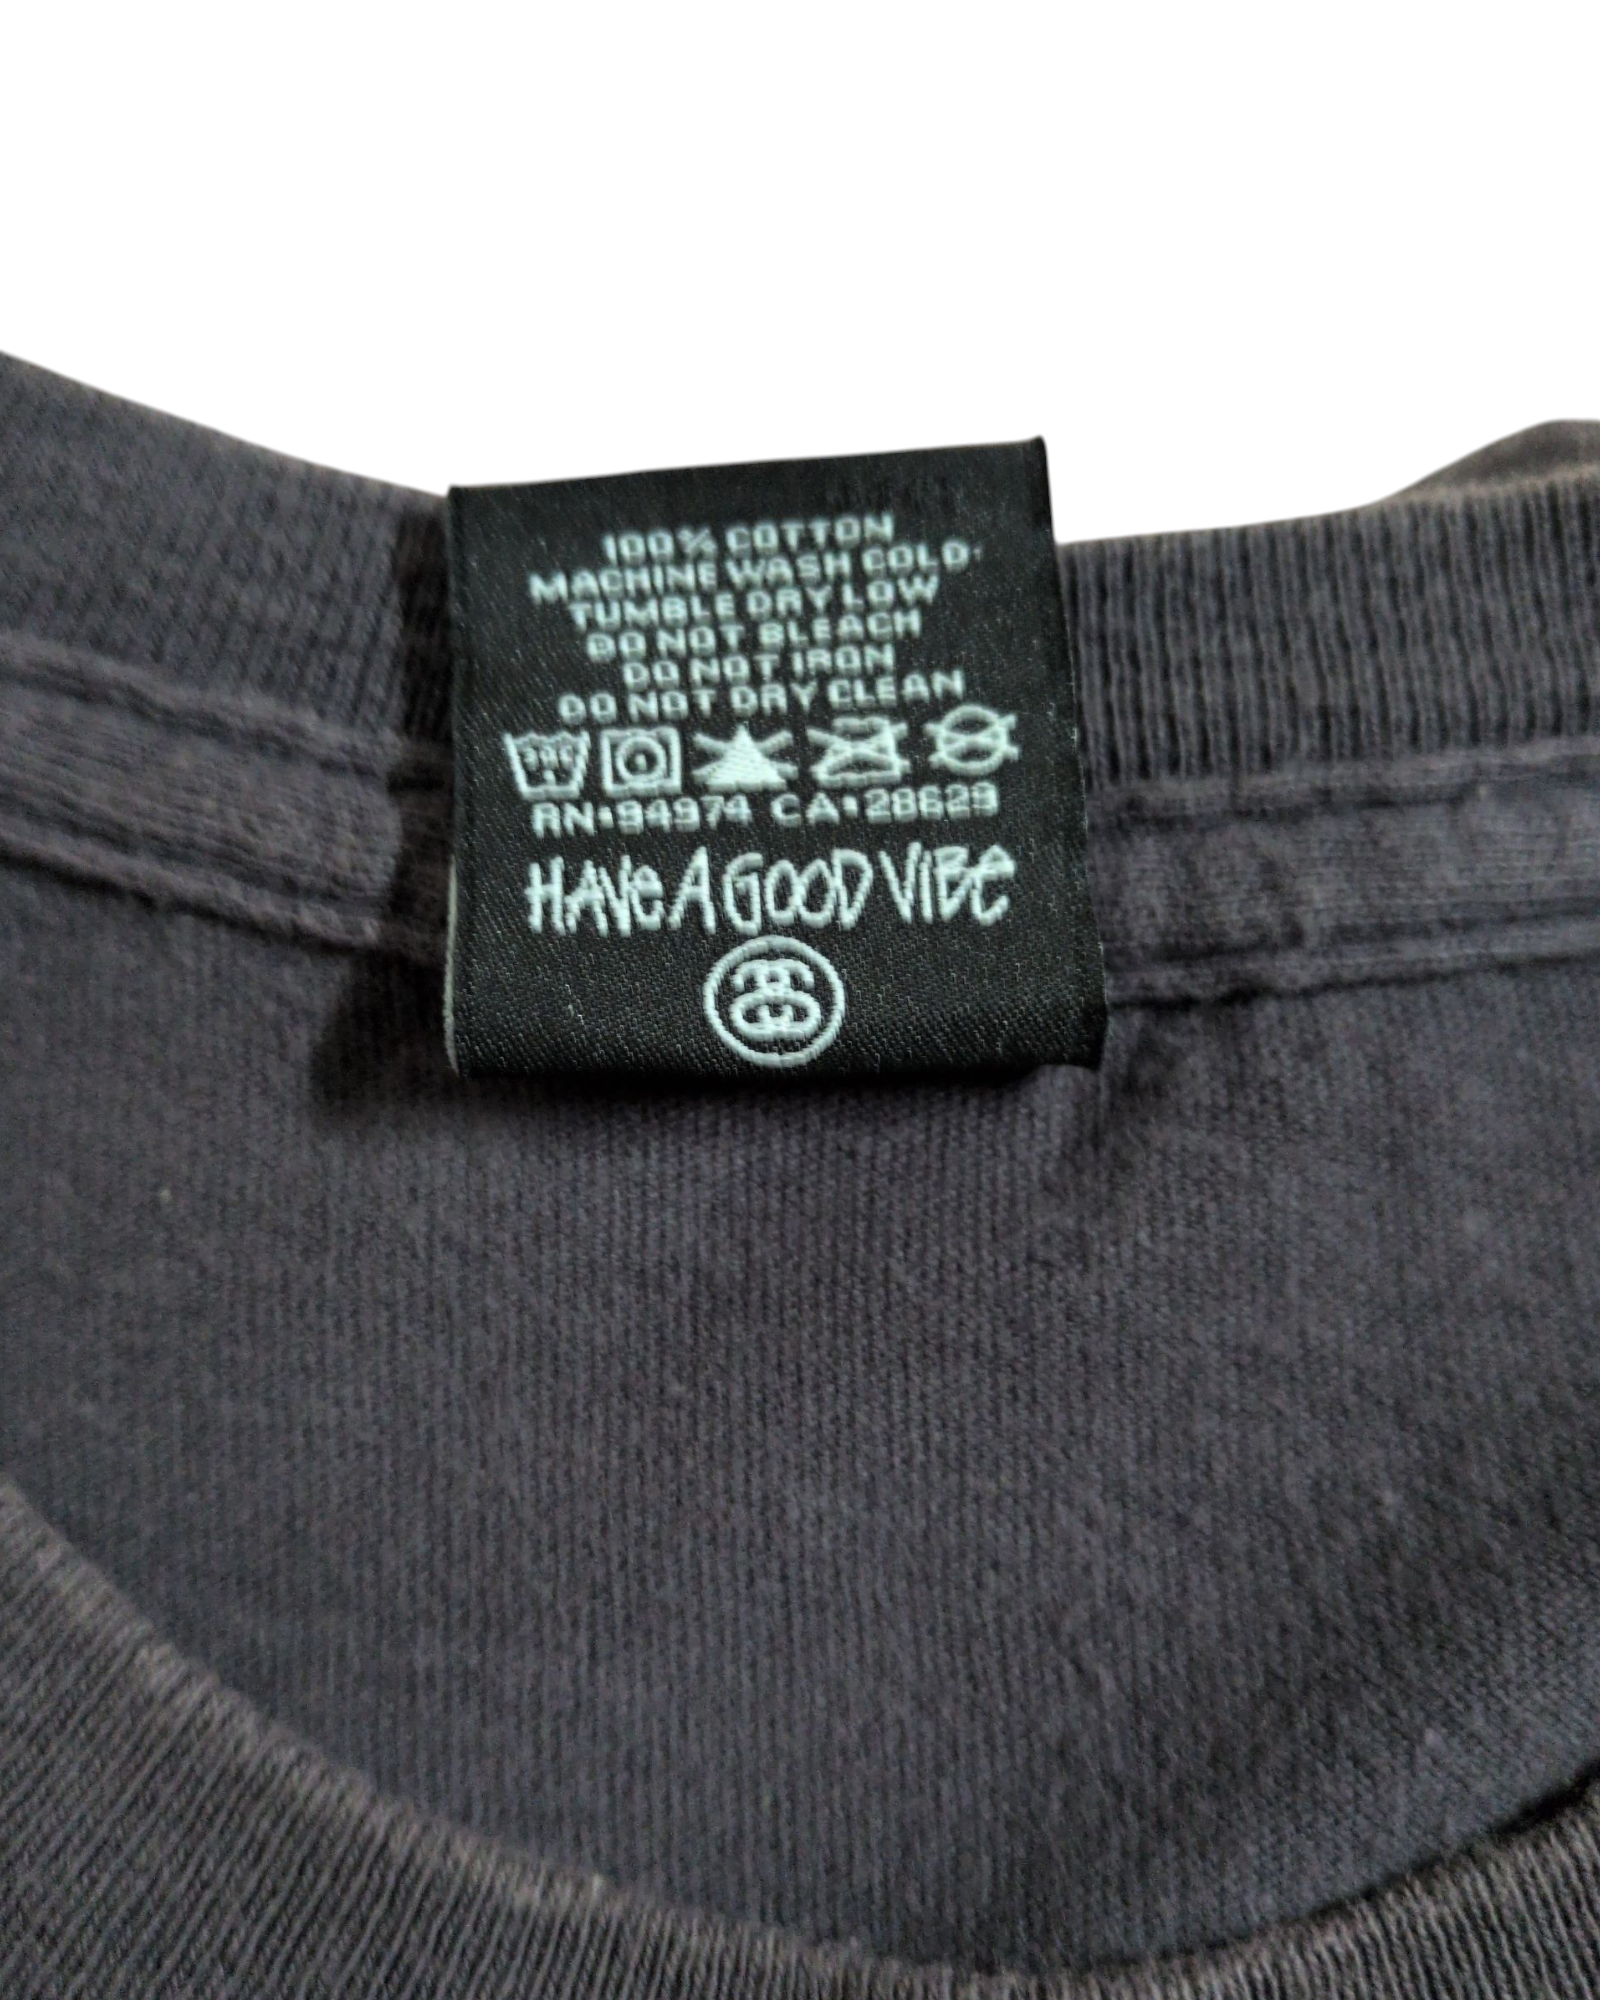 100% COTTON
MACHINE WASH COLD
TUMBLE DRY LOW
DO NOT BLEACH
DO NOT IRON
DO NOT DRY CLEAN
RN•94974 CA•28629
HAVE A GOOD VIBE